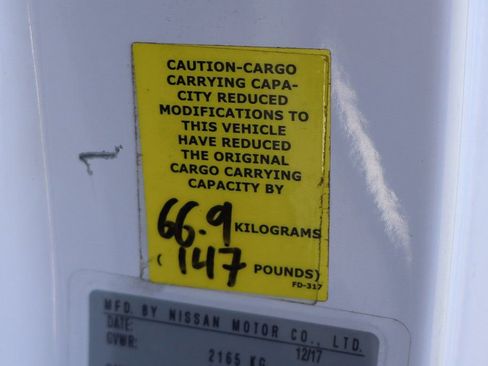 CAUTION-CARGO
CARRYING CAPA-
CITY REDUCED
MODIFICATIONS TO
THIS VEHICLE
HAVE REDUCED
THE ORIGINAL
CARGO CARRYING
CAPACITY BY
66.9 KILOGRAMS
( 147 POUNDS)
FD-317
MFD. BY NISSAN MOTOR CO., LTD.
DATE: 12/17
GVWR:
2165 KG